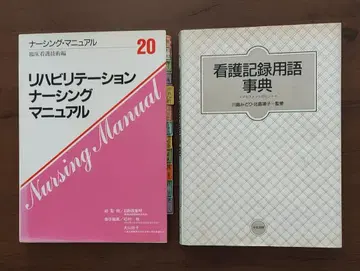 ナーシング・マニュアル
臨床看護技術編
20
リハビリテーション
ナーシング
マニュアル
Nursing Manual
看護記録用語
事典